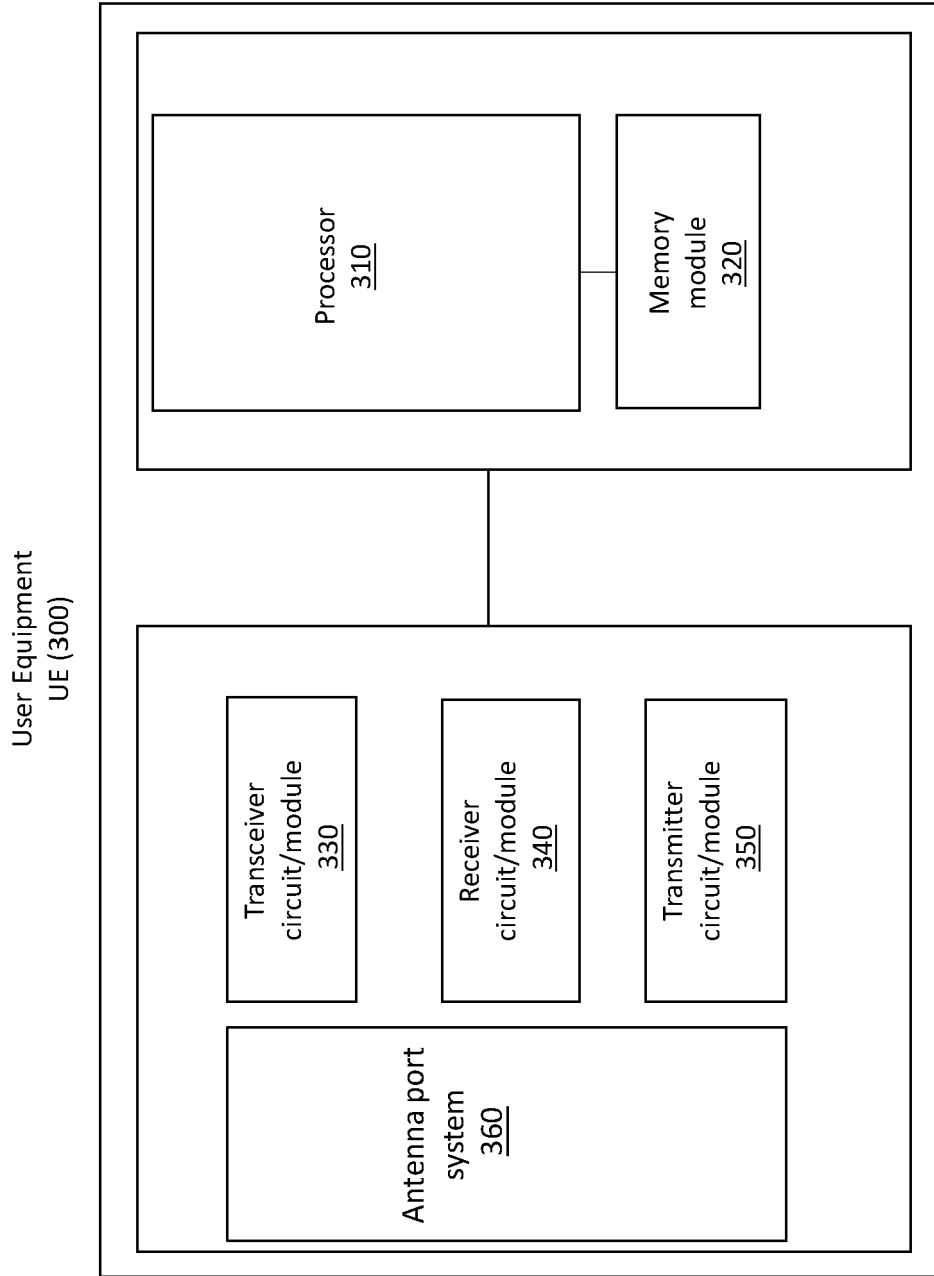 User Equipment
UE (300)
Processor
310
Memory
module
320
Transceiver
circuit/module
330
Receiver
circuit/module
340
Transmitter
circuit/module
350
Antenna port
system
360